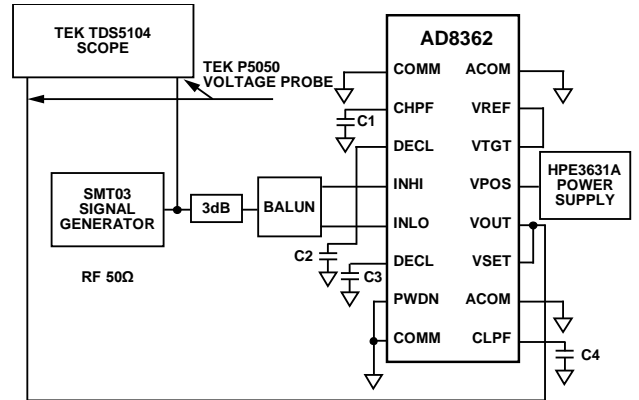 TEK TDS5104
SCOPE
TEK P5050
VOLTAGE PROBE
SMT03
SIGNAL
GENERATOR
RF 50Ω
3dB
BALUN
C1
C2
C3
AD8362
COMM
CHPF
DECL
INHI
INLO
DECL
PWDN
COMM
ACOM
VREF
VTGT
VPOS
VOUT
VSET
ACOM
CLPF
HPE3631A
POWER
SUPPLY
C4